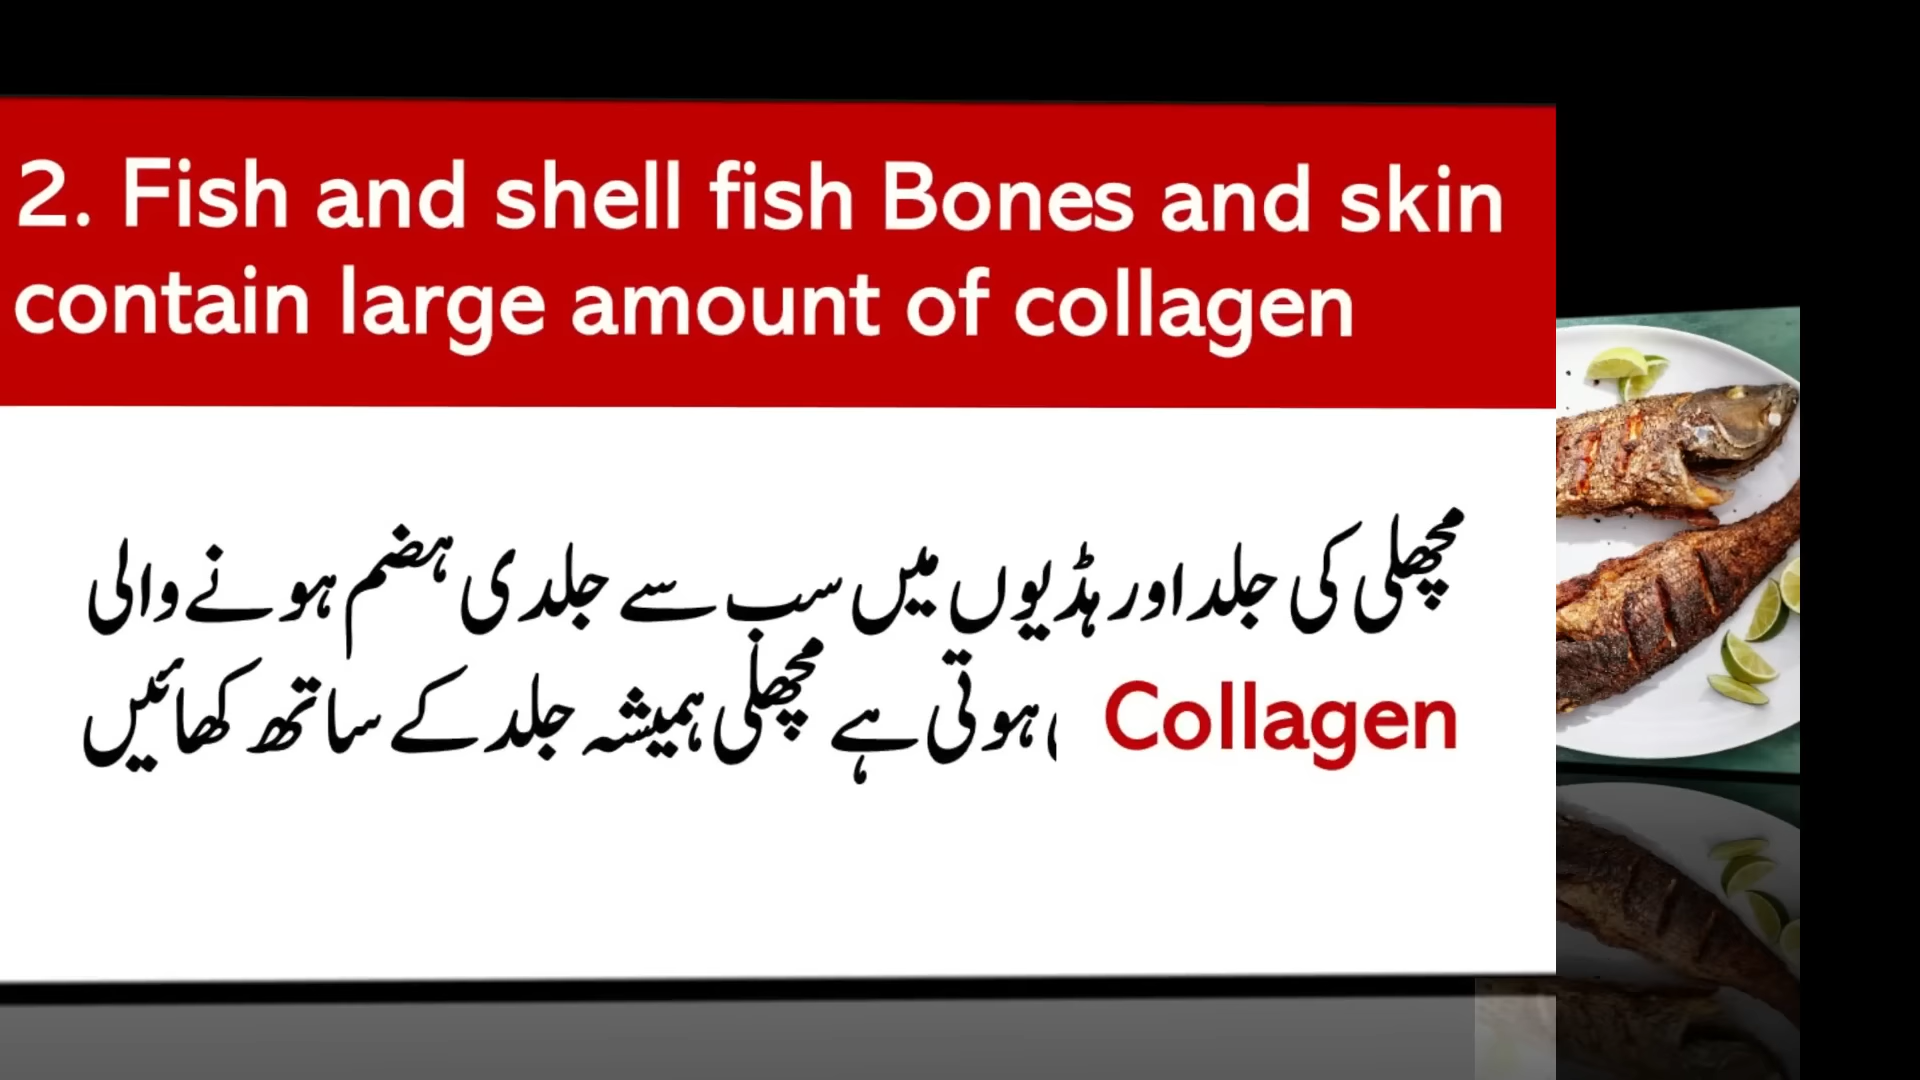 2. Fish and shell fish Bones and skin
contain large amount of collagen
مچھلی کی جلد اور ہڈیوں میں سب سے جلدی ہضم ہونے والی
Collagen ہوتی ہے مچھلی ہمیشہ جلد کے ساتھ کھائیں